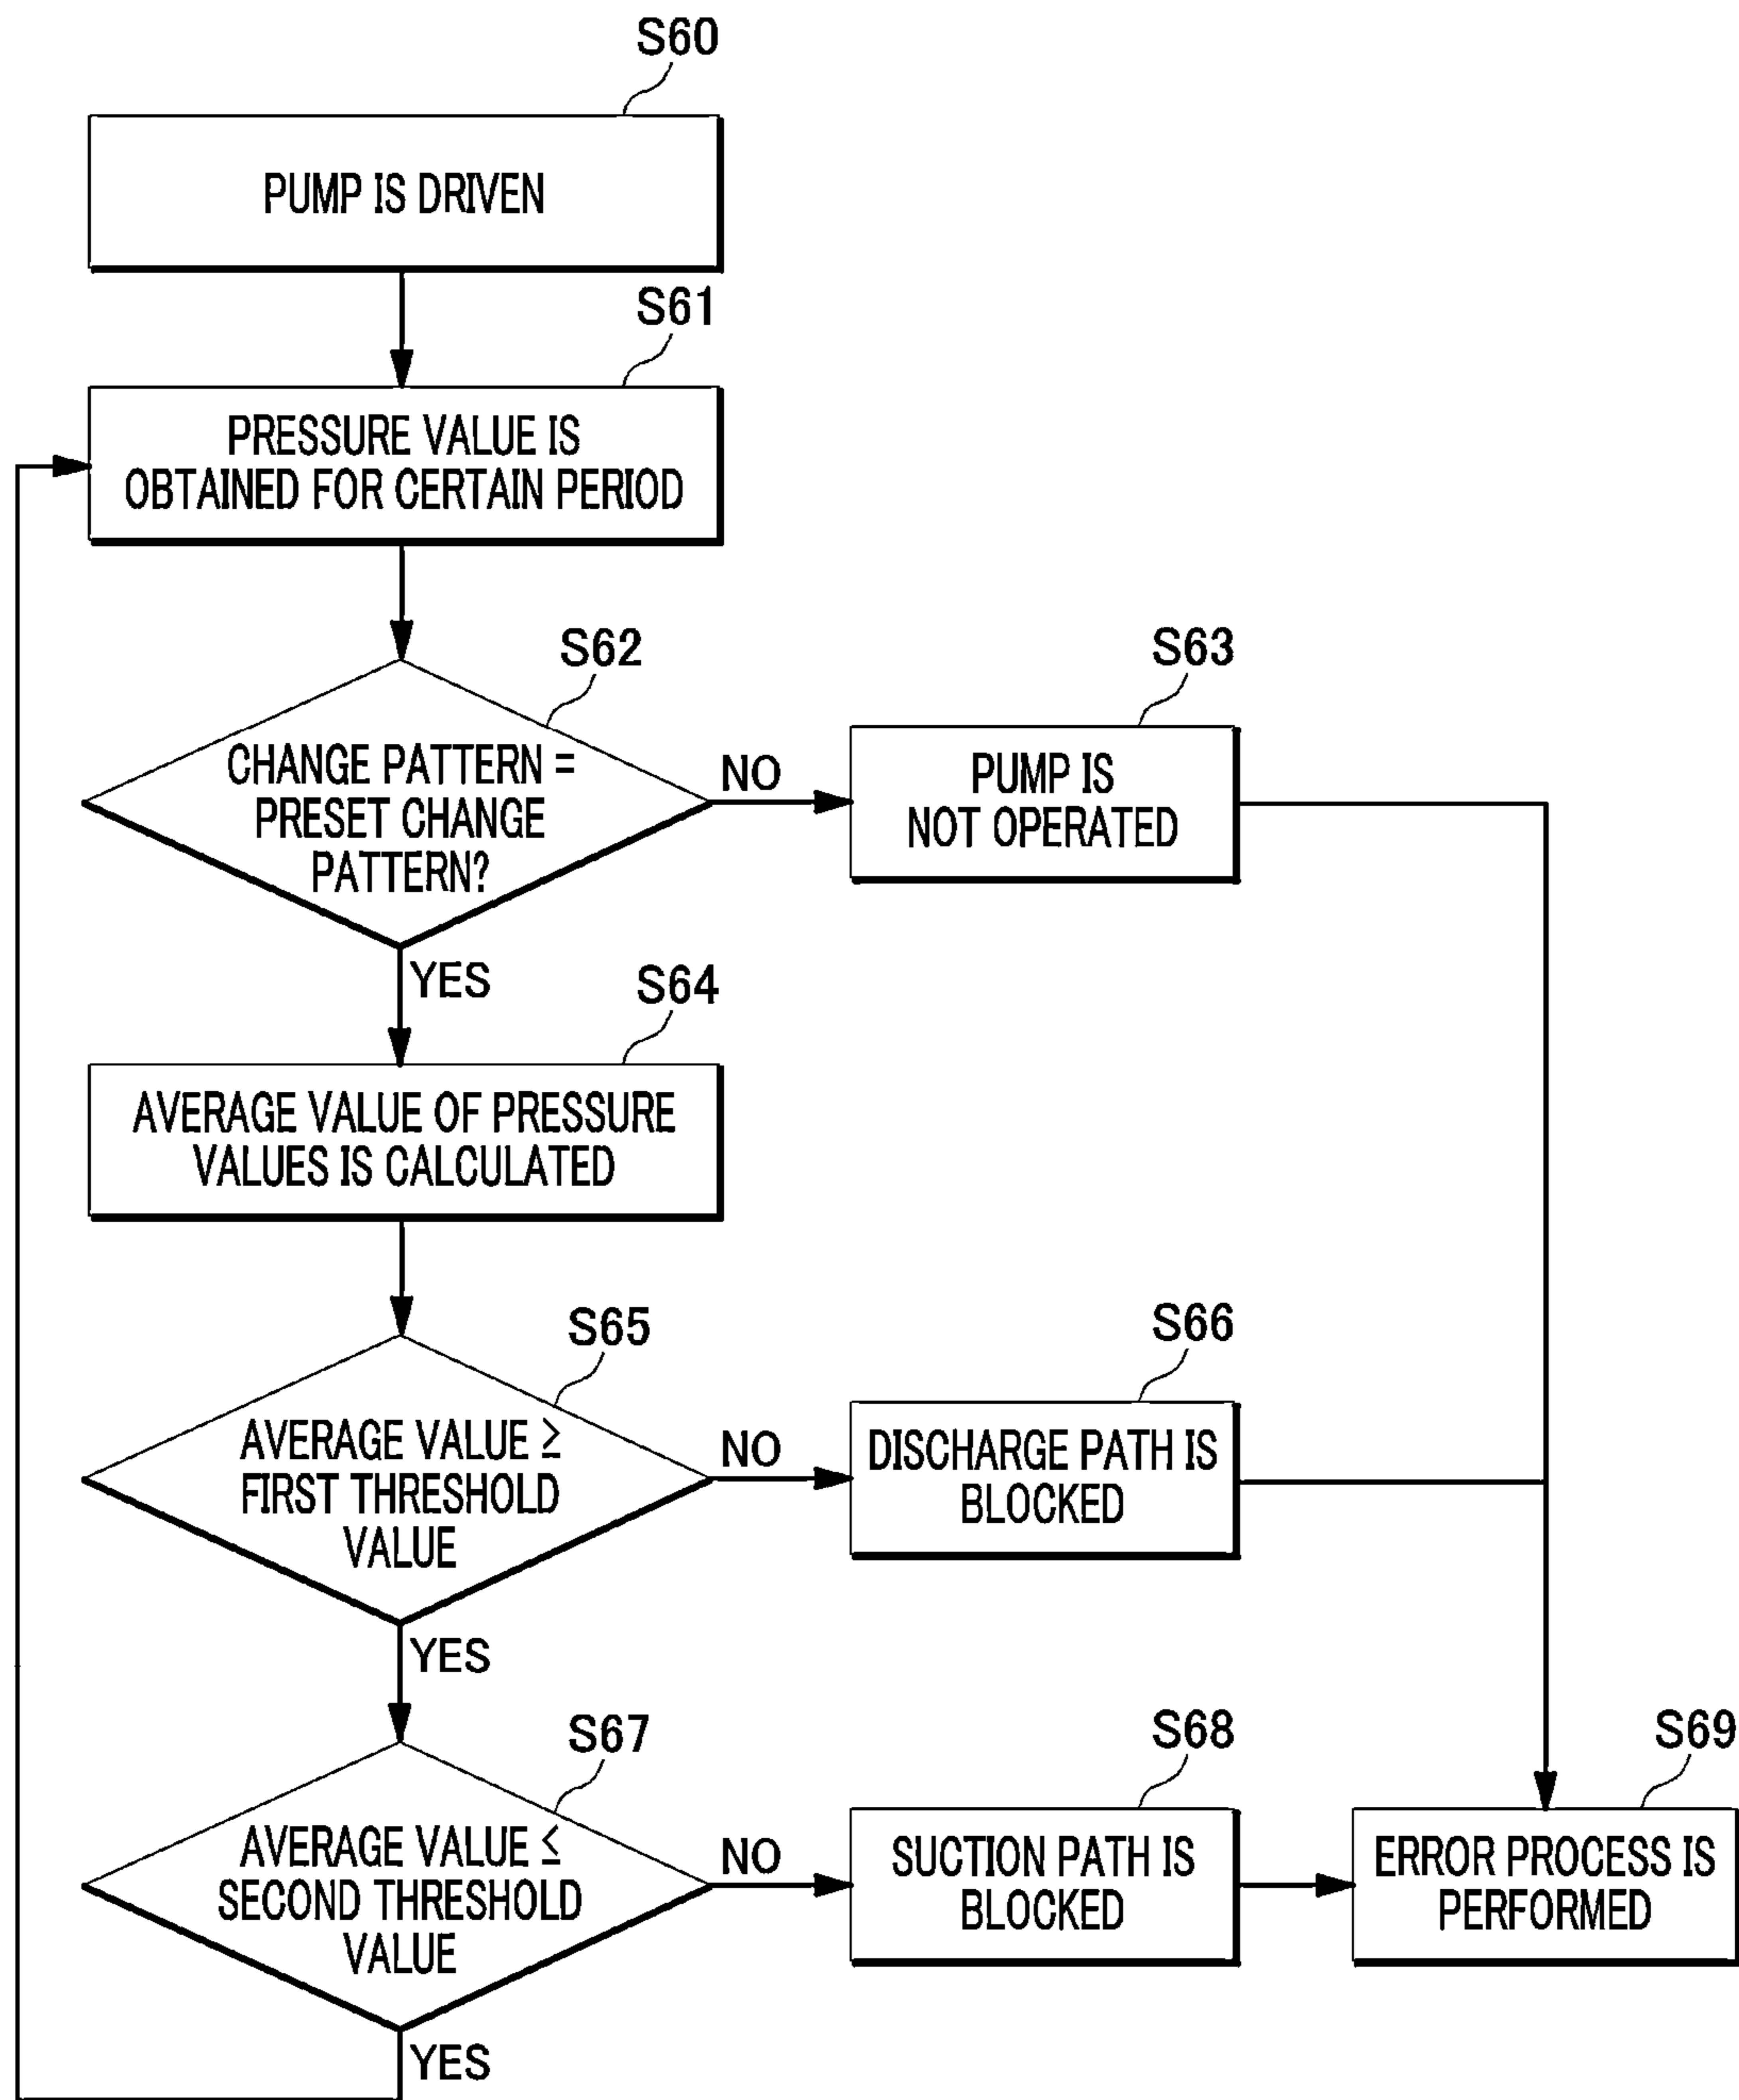 S60
PUMP IS DRIVEN
S61
PRESSURE VALUE IS
OBTAINED FOR CERTAIN PERIOD
S62
CHANGE PATTERN =
PRESET CHANGE
PATTERN?
NO
S63
PUMP IS
NOT OPERATED
YES
S64
AVERAGE VALUE OF PRESSURE
VALUES IS CALCULATED
S65
AVERAGE VALUE ≥
FIRST THRESHOLD
VALUE
NO
S66
DISCHARGE PATH IS
BLOCKED
YES
S67
AVERAGE VALUE ≤
SECOND THRESHOLD
VALUE
NO
S68
SUCTION PATH IS
BLOCKED
S69
ERROR PROCESS IS
PERFORMED
YES